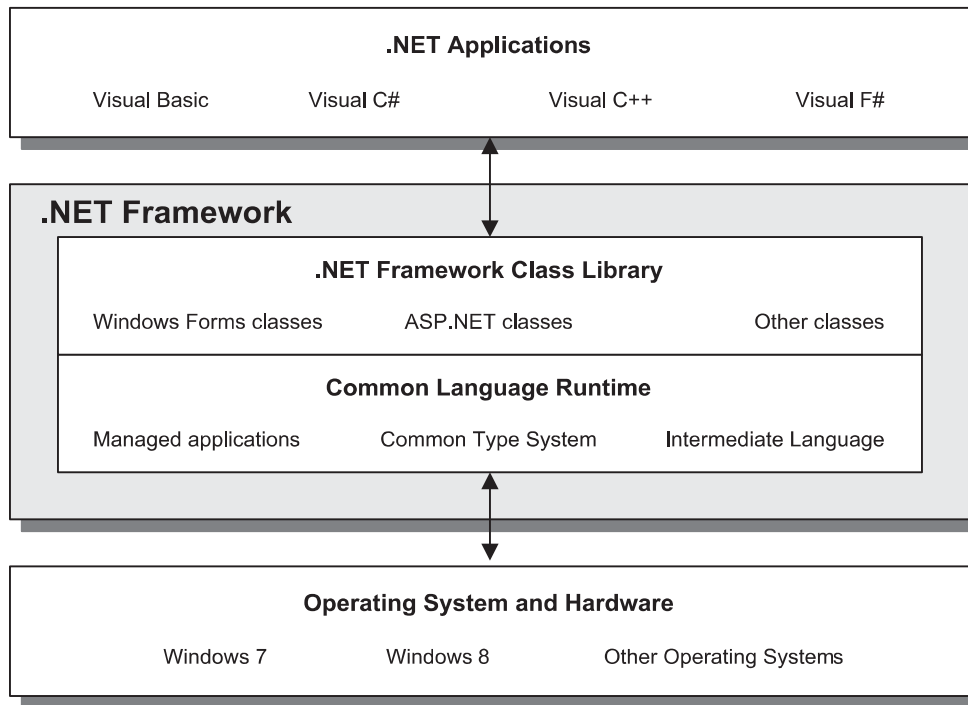 .NET Applications
Visual Basic Visual C# Visual C++ Visual F#
.NET Framework
.NET Framework Class Library
Windows Forms classes ASP.NET classes Other classes
Common Language Runtime
Managed applications Common Type System Intermediate Language
Operating System and Hardware
Windows 7 Windows 8 Other Operating Systems